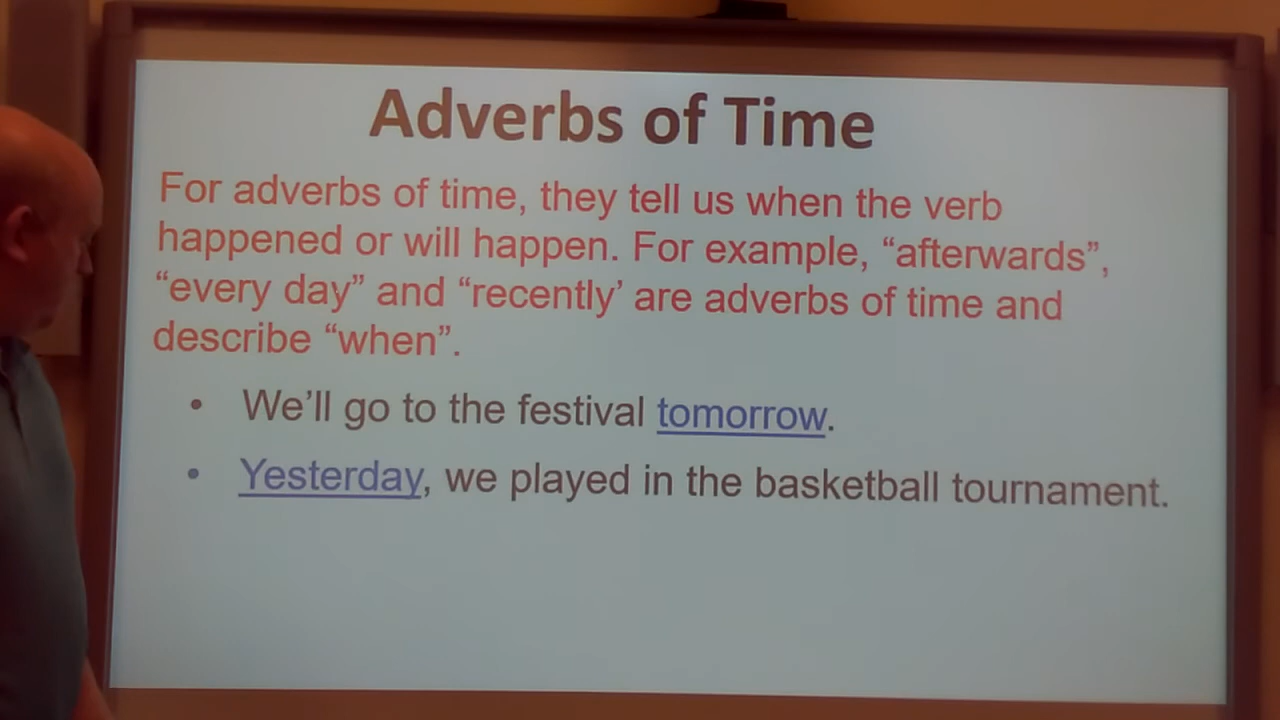 Adverbs of Time
For adverbs of time, they tell us when the verb
happened or will happen. For example, “afterwards”,
“every day” and “recently’ are adverbs of time and
describe “when”.
• We’ll go to the festival tomorrow.
• Yesterday, we played in the basketball tournament.